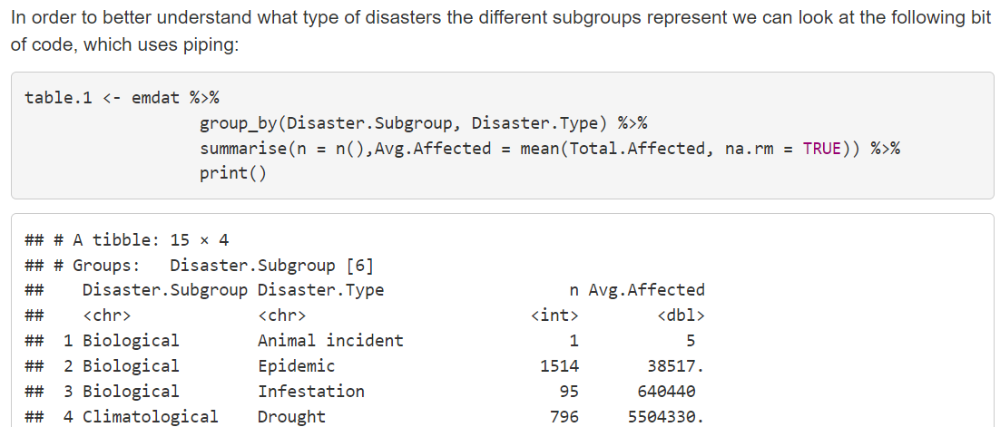 In order to better understand what type of disasters the different subgroups represent we can look at the following bit
of code, which uses piping:
table.1 <- emdat %>%
group_by(Disaster.Subgroup, Disaster.Type) %>%
summarise(n = n(),Avg.Affected = mean(Total.Affected, na.rm = TRUE)) %>%
print()
## # A tibble: 15 × 4
## # Groups:   Disaster.Subgroup [6]
##    Disaster.Subgroup Disaster.Type                   n Avg.Affected
##    <chr>             <chr>                       <int>        <dbl>
##  1 Biological        Animal incident                 1           5
##  2 Biological        Epidemic                     1514       38517.
##  3 Biological        Infestation                    95      640440
##  4 Climatological    Drought                       796     5504330.